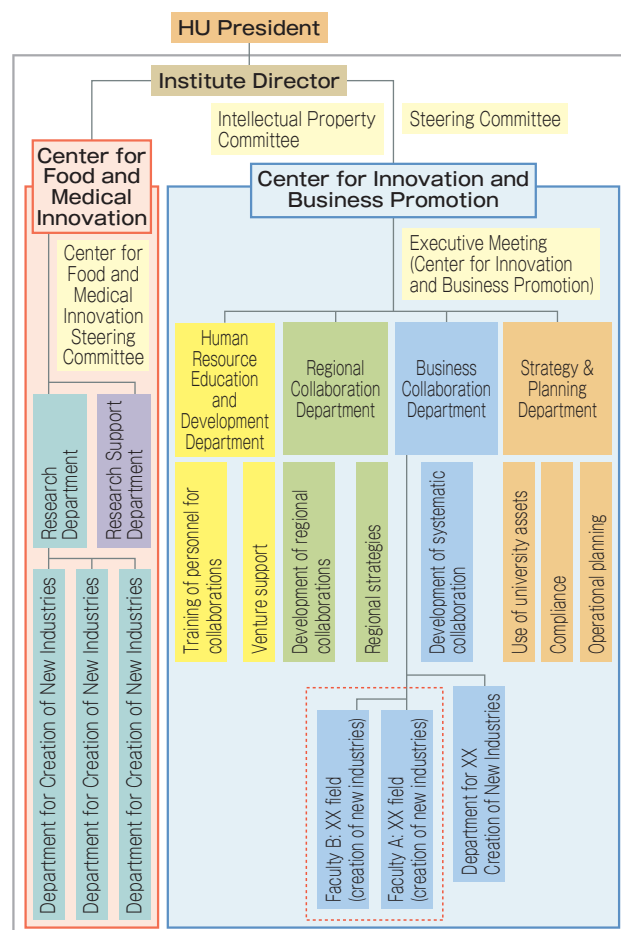 HU President
Institute Director
Intellectual Property
Committee
Steering Committee
Center for
Food and
Medical
Innovation
Center for Innovation and
Business Promotion
Center for
Food and
Medical
Innovation
Steering
Committee
Executive Meeting
(Center for Innovation
and Business Promotion)
Human
Resource
Education
and
Development
Department
Regional
Collaboration
Department
Business
Collaboration
Department
Strategy &
Planning
Department
Research
Department
Research Support
Department
Training of personnel for
collaborations
Venture support
Development of regional
collaborations
Regional strategies
Development of systematic
collaboration
Use of university assets
Compliance
Operational planning
Department for Creation of New Industries
Department for Creation of New Industries
Department for Creation of New Industries
Faculty B: XX field
(creation of new industries)
Faculty A: XX field
(creation of new industries)
Department for XX
Creation of New Industries